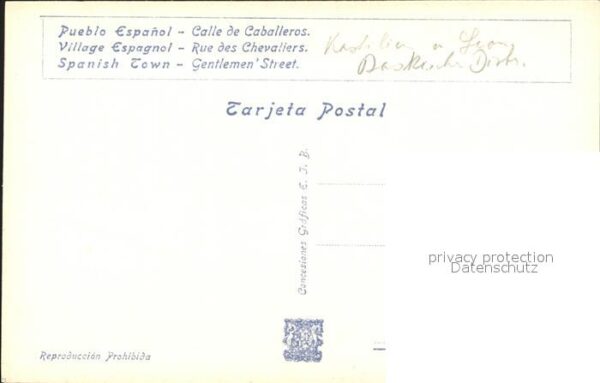 Pueblo Español - Calle de Caballeros.
Village Espagnol - Rue des Chevaliers.
Spanish Town - Gentlemen' Street.
Tarjeta Postal
Concesiones Gráficas E. I. B.
privacy protection
Datenschutz
Reproducción Prohibida